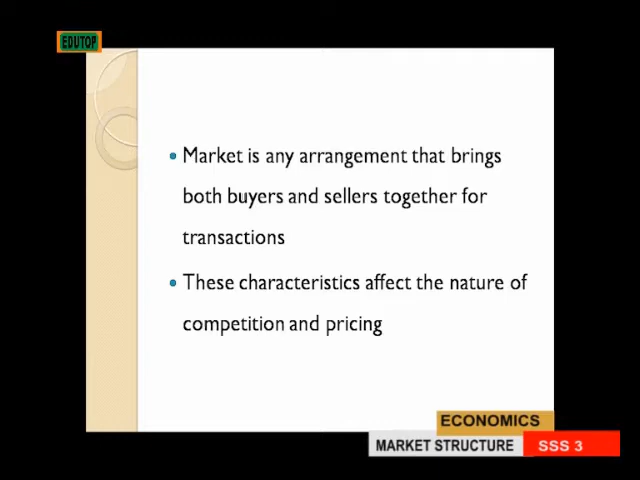 EDUTOP
• Market is any arrangement that brings
both buyers and sellers together for
transactions
• These characteristics affect the nature of
competition and pricing
ECONOMICS
MARKET STRUCTURE SSS 3